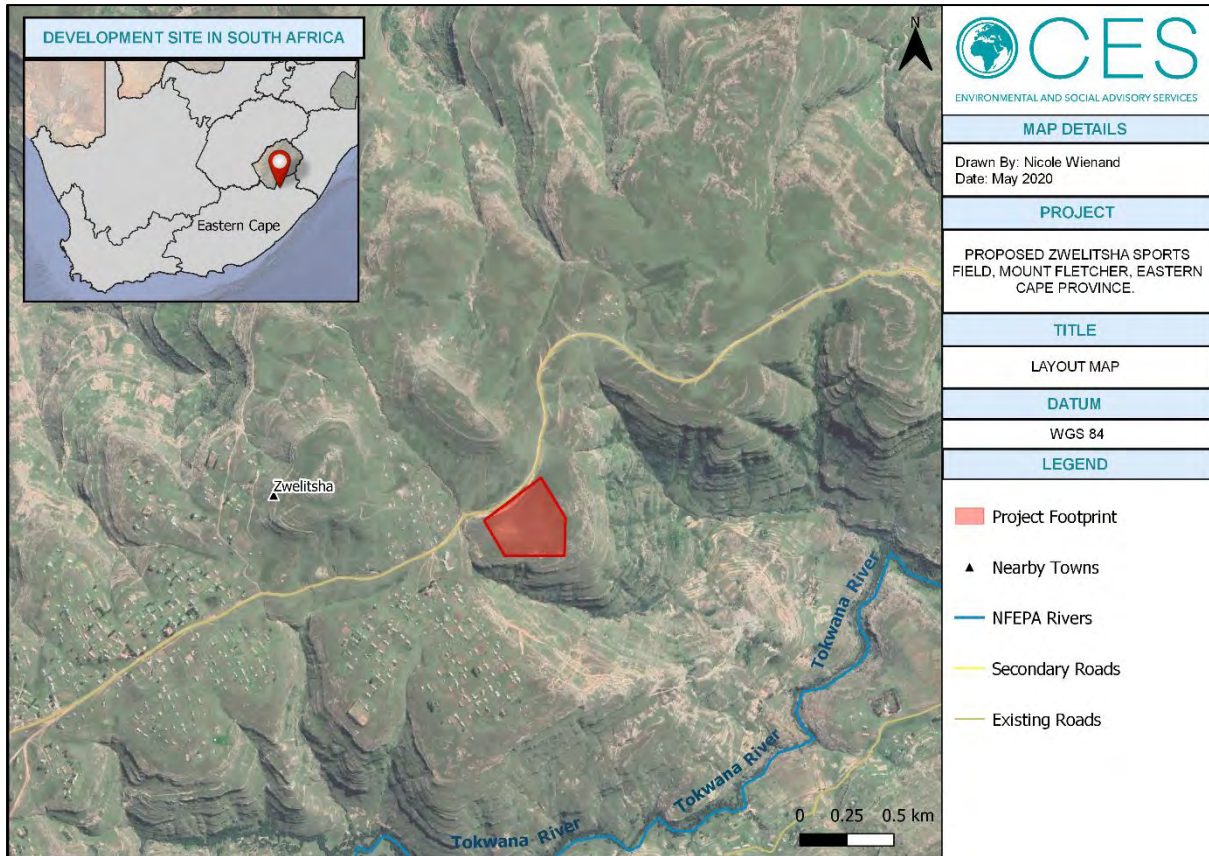 DEVELOPMENT SITE IN SOUTH AFRICA
Eastern Cape
N
Zwelitsha
Tokwana River
Tokwana River
Tokwana River
0 0.25 0.5 km
CES
ENVIRONMENTAL AND SOCIAL ADVISORY SERVICES
MAP DETAILS
Drawn By: Nicole Wienand
Date: May 2020
PROJECT
PROPOSED ZWELITSHA SPORTS
FIELD, MOUNT FLETCHER, EASTERN
CAPE PROVINCE.
TITLE
LAYOUT MAP
DATUM
WGS 84
LEGEND
Project Footprint
Nearby Towns
NFEPA Rivers
Secondary Roads
Existing Roads